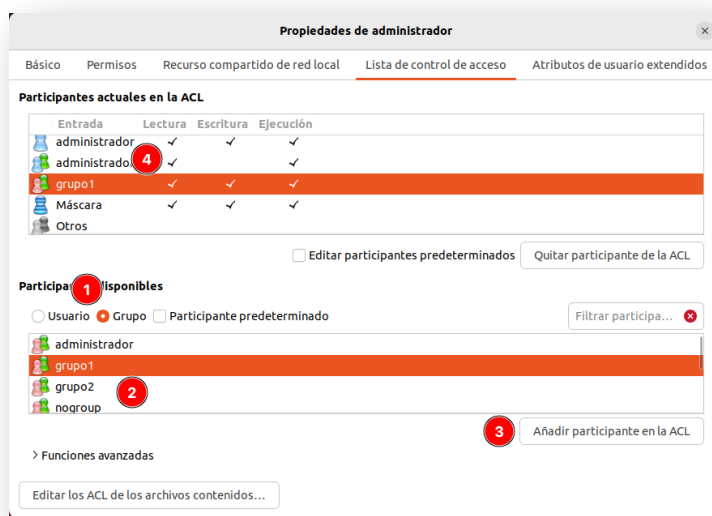 Propiedades de administrador
Básico Permisos Recurso compartido de red local Lista de control de acceso Atributos de usuario extendidos
Participantes actuales en la ACL
Entrada Lectura Escritura Ejecución
administrador
administrado
4
grupo1
Máscara
Otros
Editar participantes predeterminados Quitar participante de la ACL
1
Partici disponibles
Usuario Grupo Participante predeterminado Filtrar participa...
administrador
grupo1
grupo2
2
nogroup
3 Añadir participante en la ACL
Funciones avanzadas
Editar los ACL de los archivos contenidos...